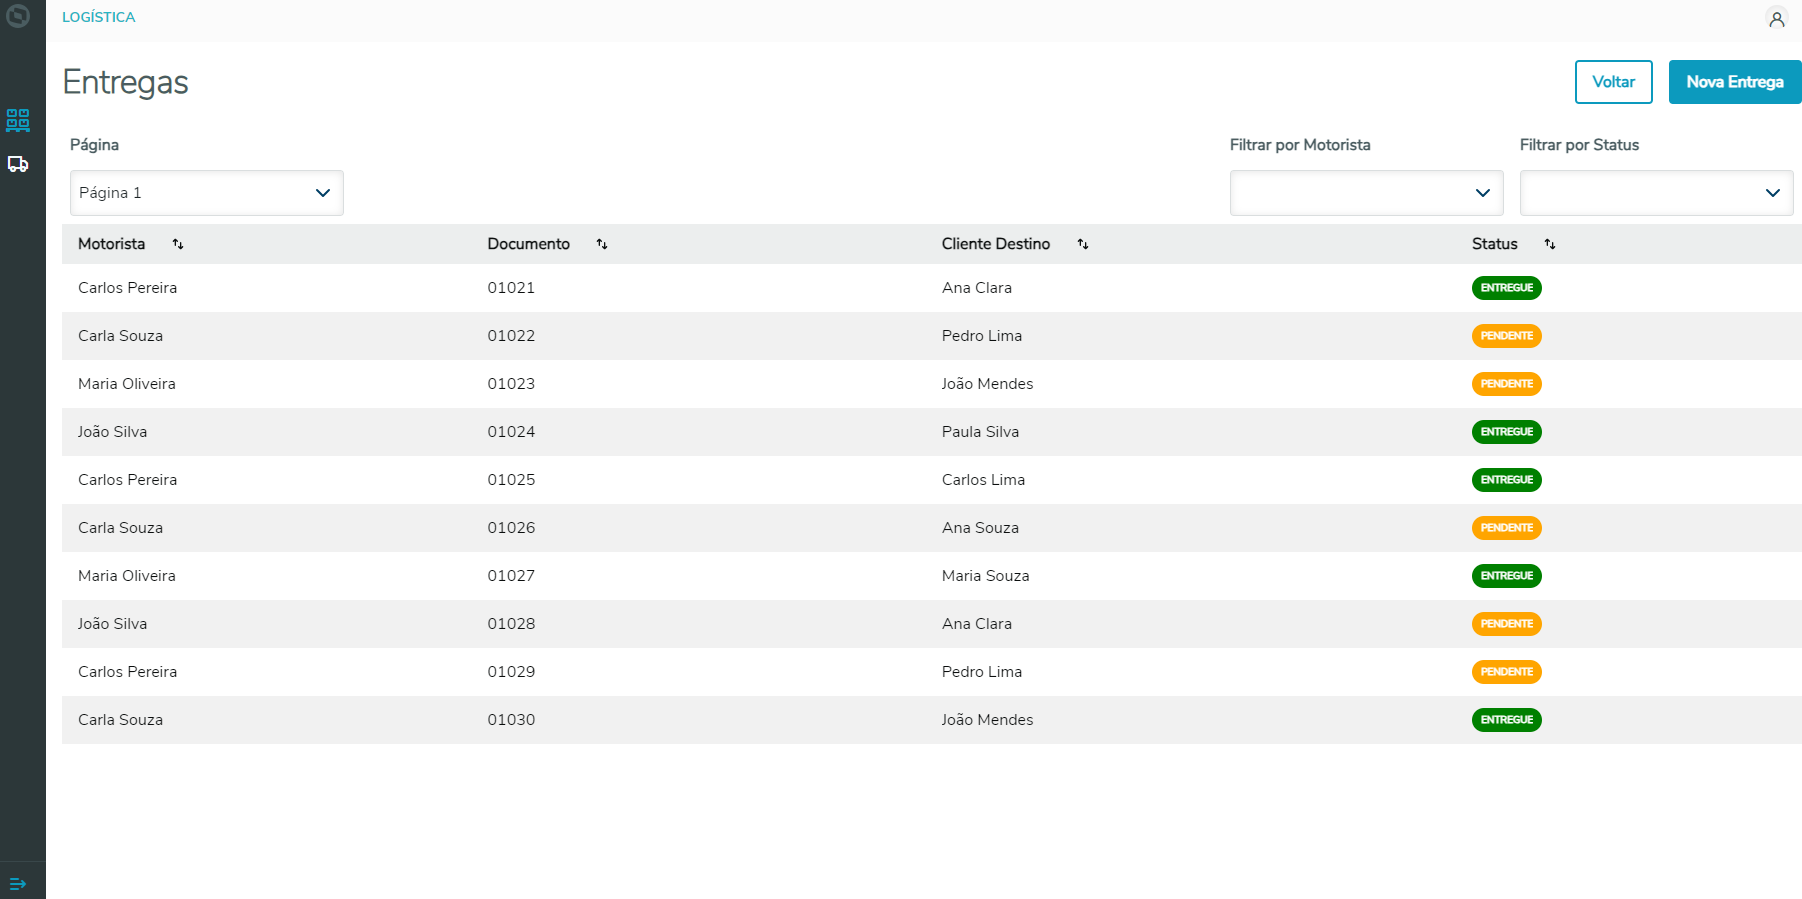 LOGÍSTICA
Entregas
Voltar Nova Entrega
Página Filtrar por Motorista Filtrar por Status
Página 1
Motorista Documento Cliente Destino Status
Carlos Pereira 01021 Ana Clara ENTREGUE
Carla Souza 01022 Pedro Lima PENDENTE
Maria Oliveira 01023 João Mendes PENDENTE
João Silva 01024 Paula Silva ENTREGUE
Carlos Pereira 01025 Carlos Lima ENTREGUE
Carla Souza 01026 Ana Souza PENDENTE
Maria Oliveira 01027 Maria Souza ENTREGUE
João Silva 01028 Ana Clara PENDENTE
Carlos Pereira 01029 Pedro Lima PENDENTE
Carla Souza 01030 João Mendes ENTREGUE